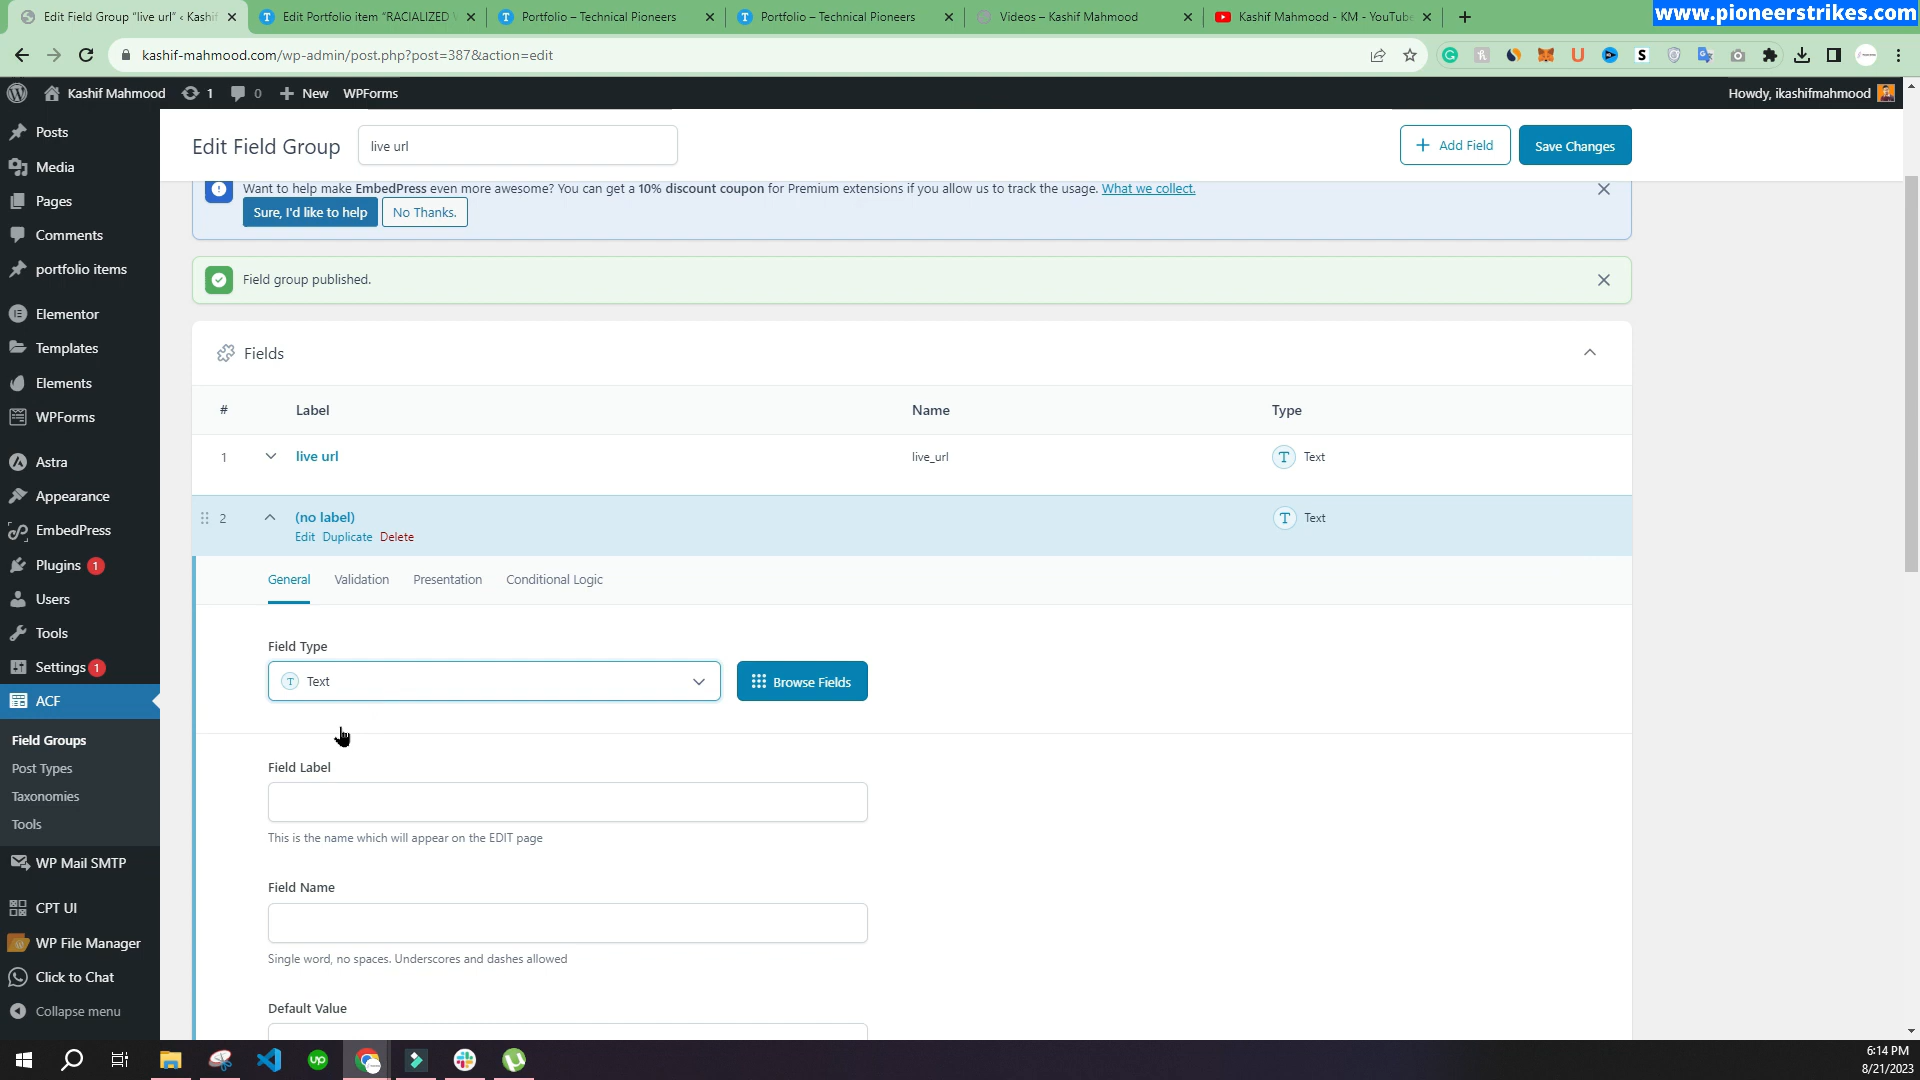 Edit Field Group “live url” ‹ Kashif
Edit Portfolio item “RACIALIZED
Portfolio – Technical Pioneers
Portfolio – Technical Pioneers
Videos – Kashif Mahmood
Kashif Mahmood - KM - YouTube
www.pioneerstrikes.com
kashif-mahmood.com/wp-admin/post.php?post=387&action=edit
Kashif Mahmood
1
0
New
WPForms
Howdy, ikashifmahmood
Posts
Media
Pages
Comments
portfolio items
Elementor
Templates
Elements
WPForms
Astra
Appearance
EmbedPress
Plugins 1
Users
Tools
Settings 1
ACF
Field Groups
Post Types
Taxonomies
Tools
WP Mail SMTP
CPT UI
WP File Manager
Click to Chat
Collapse menu
Edit Field Group
live url
Add Field
Save Changes
Want to help make EmbedPress even more awesome? You can get a 10% discount coupon for Premium extensions if you allow us to track the usage. What we collect.
Sure, I'd like to help
No Thanks.
Field group published.
Fields
# Label Name Type
1 live url live_url Text
2 (no label) Text
Edit Duplicate Delete
General Validation Presentation Conditional Logic
Field Type
Text
Browse Fields
Field Label
This is the name which will appear on the EDIT page
Field Name
Single word, no spaces. Underscores and dashes allowed
Default Value
6:14 PM
8/21/2023